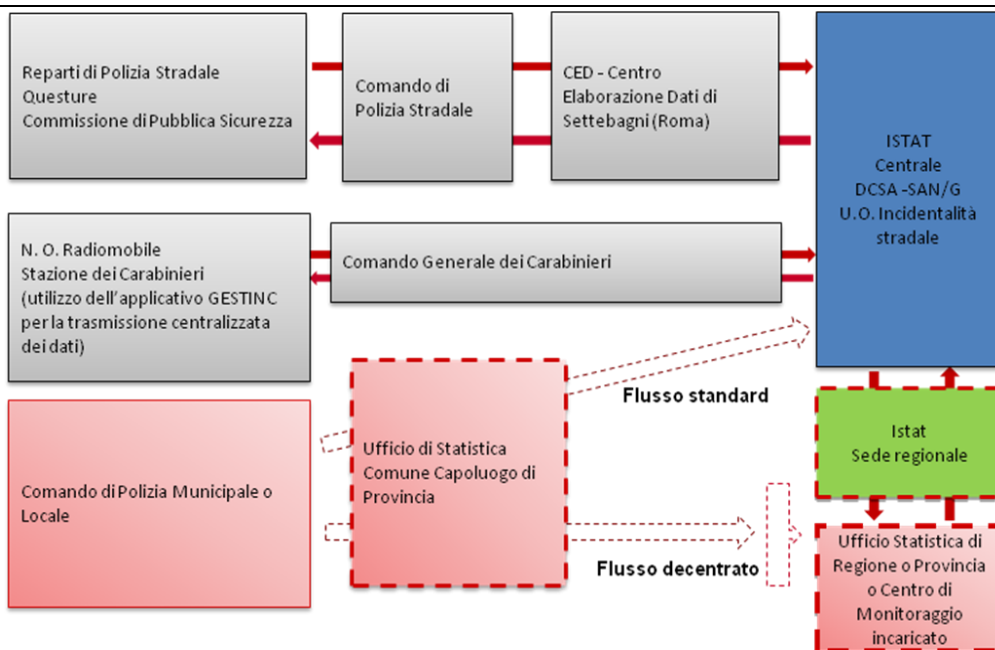 Reparti di Polizia Stradale
Questure
Commissione di Pubblica Sicurezza
Comando di
Polizia Stradale
CED - Centro
Elaborazione Dati di
Settebagni (Roma)
ISTAT
Centrale
DCSA -SAN/G
U.O. Incidentalità
stradale
N. O. Radiomobile
Stazione dei Carabinieri
(utilizzo dell'applicativo GESTINC
per la trasmissione centralizzata
dei dati)
Comando Generale dei Carabinieri
Flusso standard
Ufficio di Statistica
Comune Capoluogo di
Provincia
Istat
Sede regionale
Comando di Polizia Municipale o
Locale
Flusso decentrato
Ufficio Statistica di
Regione o Provincia
o Centro di
Monitoraggio
incaricato